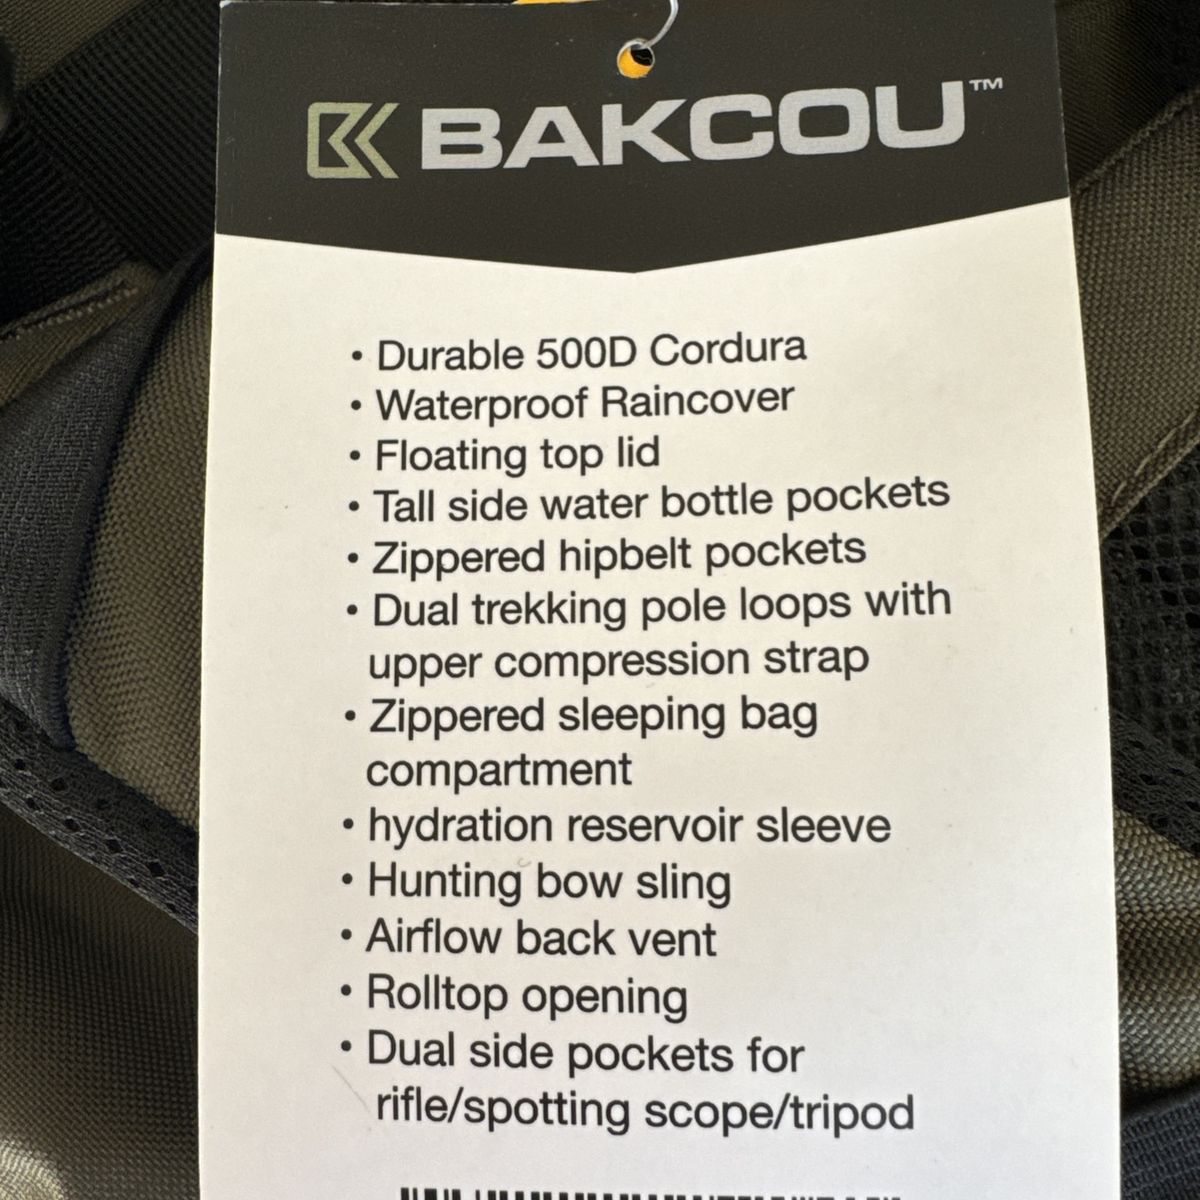 BAKCOU™
• Durable 500D Cordura
• Waterproof Raincover
• Floating top lid
• Tall side water bottle pockets
• Zippered hipbelt pockets
• Dual trekking pole loops with
upper compression strap
• Zippered sleeping bag
compartment
• hydration reservoir sleeve
• Hunting bow sling
• Airflow back vent
• Rolltop opening
• Dual side pockets for
rifle/spotting scope/tripod